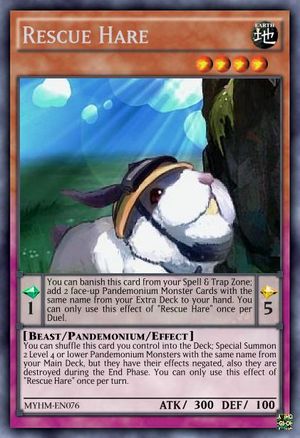 RESCUE HARE
EARTH
地
You can banish this card from your Spell & Trap Zone;
add 2 face-up Pandemonium Monster Cards with the
same name from your Extra Deck to your hand. You
can only use this effect of "Rescue Hare" once per
Duel.
1
5
[Beast/Pandemonium/Effect]
You can shuffle this card you control into the Deck; Special Summon
2 Level 4 or lower Pandemonium Monsters with the same name from
your Main Deck, but they have their effects negated, also they are
destroyed during the End Phase. You can only use this effect of
"Rescue Hare" once per turn.
MYHM-EN076
ATK/ 300 DEF/ 100